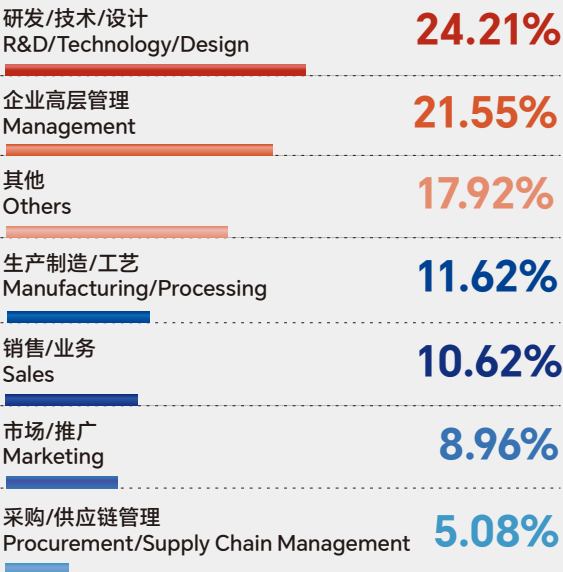 研发/技术/设计
R&D/Technology/Design
24.21%
企业高层管理
Management
21.55%
其他
Others
17.92%
生产制造/工艺
Manufacturing/Processing
11.62%
销售/业务
Sales
10.62%
市场/推广
Marketing
8.96%
采购/供应链管理
Procurement/Supply Chain Management
5.08%